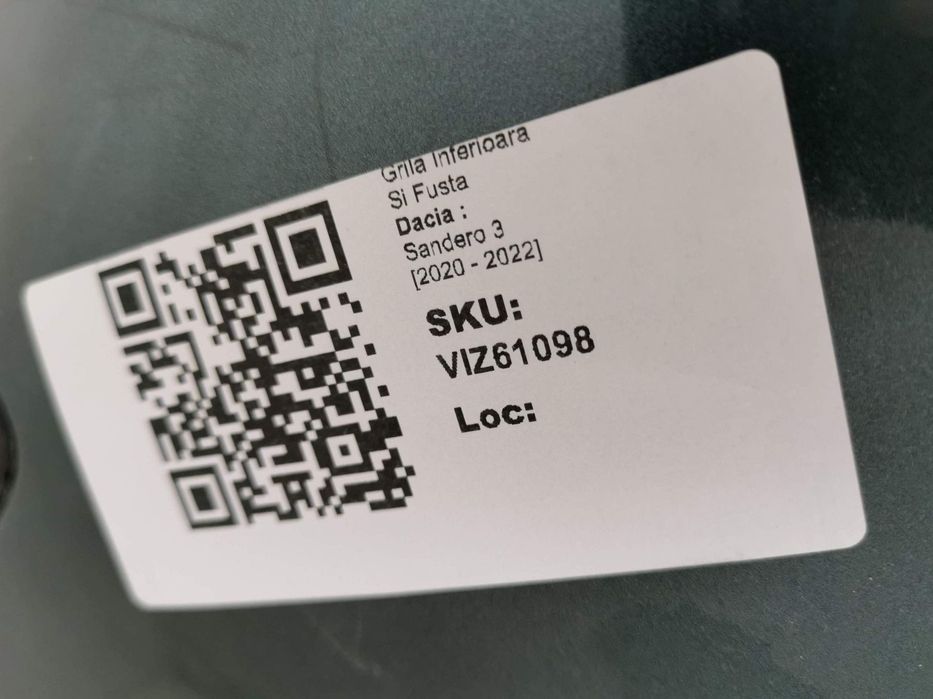 Grila Inferioara
Si Fusta
Dacia :
Sandero 3
[2020 - 2022]
SKU:
VIZ61098
Loc: